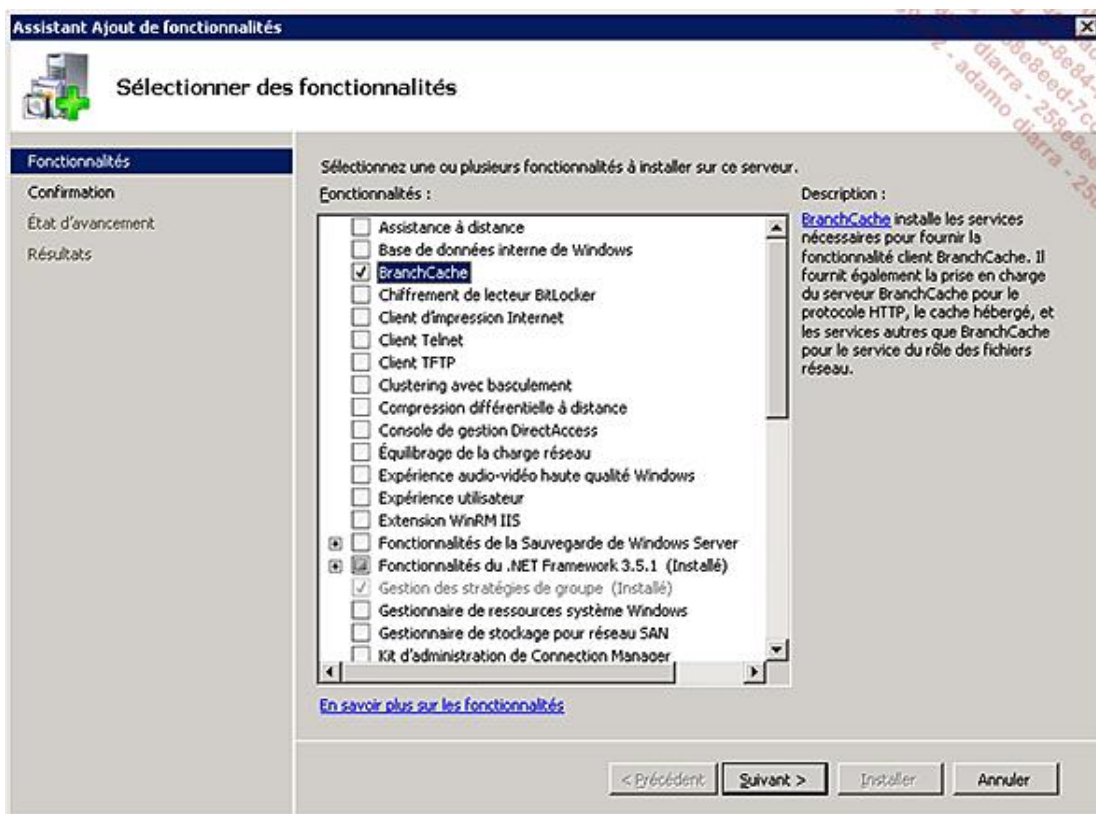 Assistant Ajout de fonctionnalités
Sélectionner des fonctionnalités
Fonctionnalités
Confirmation
État d'avancement
Résultats
Sélectionnez une ou plusieurs fonctionnalités à installer sur ce serveur.
Fonctionnalités :
Assistance à distance
Base de données interne de Windows
BranchCache
Chiffrement de lecteur BitLocker
Client d'impression Internet
Client Telnet
Client TFTP
Clustering avec basculement
Compression différentielle à distance
Console de gestion DirectAccess
Équilibrage de la charge réseau
Expérience audio-vidéo haute qualité Windows
Expérience utilisateur
Extension WinRM IIS
Fonctionnalités de la Sauvegarde de Windows Server
Fonctionnalités du .NET Framework 3.5.1 (Installé)
Gestion des stratégies de groupe (Installé)
Gestionnaire de ressources système Windows
Gestionnaire de stockage pour réseau SAN
Kit d'administration de Connection Manager
Description :
BranchCache installe les services
nécessaires pour fournir la
fonctionnalité client BranchCache. Il
fournit également la prise en charge
du serveur BranchCache pour le
protocole HTTP, le cache hébergé, et
les services autres que BranchCache
pour le service du rôle des fichiers
réseau.
En savoir plus sur les fonctionnalités
< Précédent
Suivant >
Installer
Annuler
adamo diarra